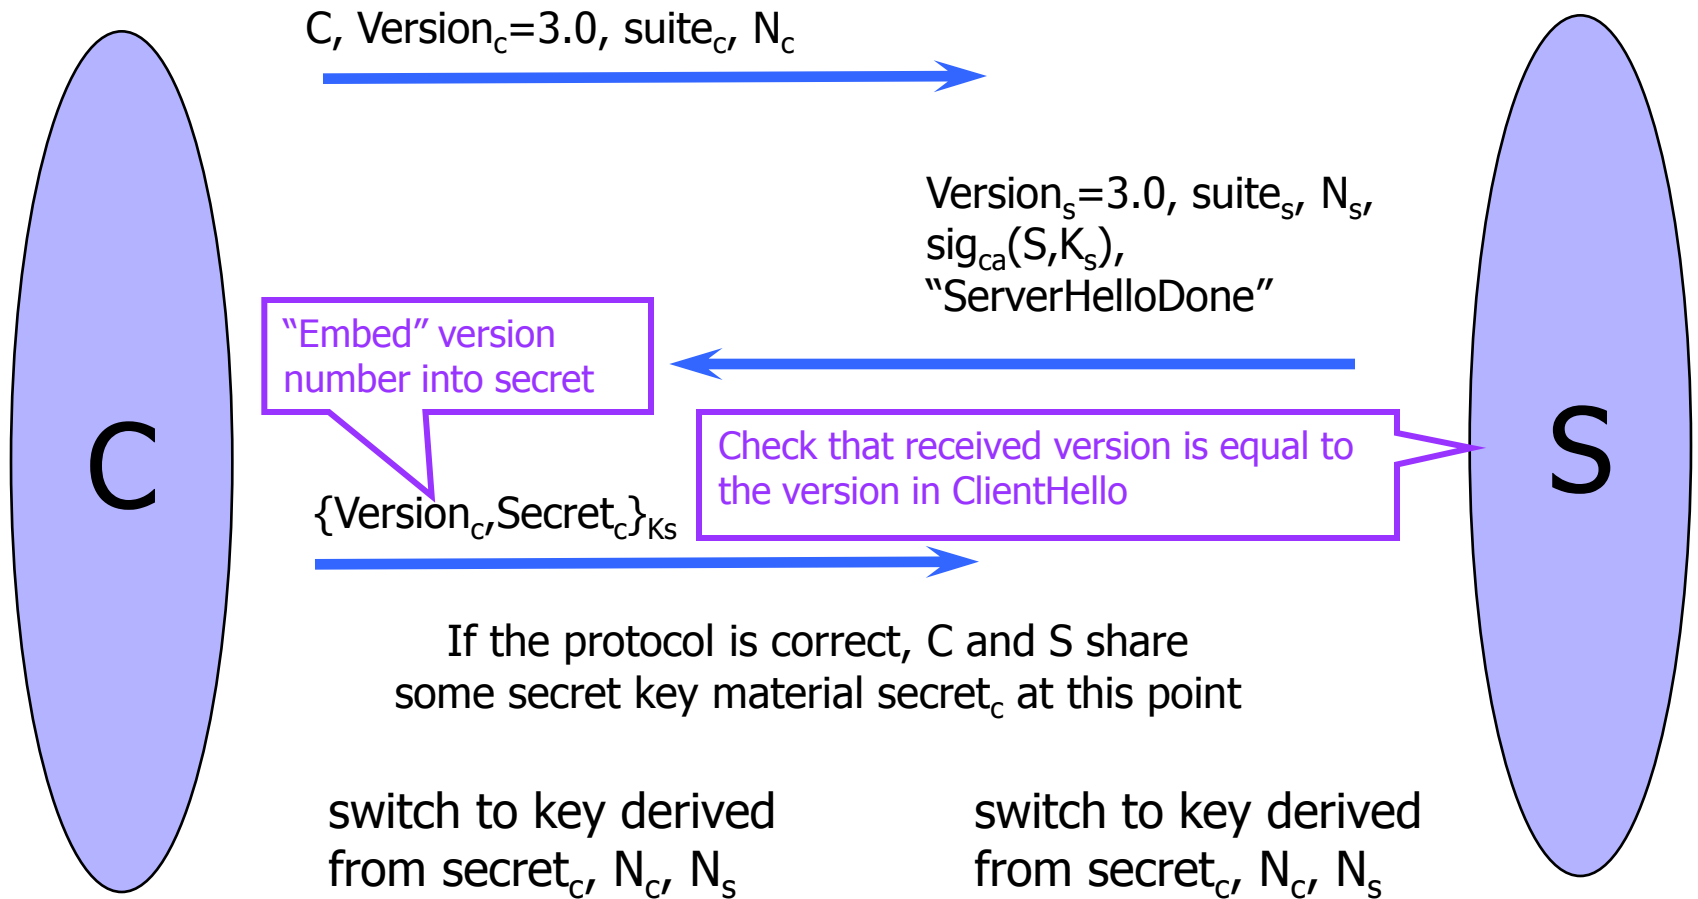 C, Version_c=3.0, suite_c, N_c
Version_s=3.0, suite_s, N_s,
sig_ca(S,K_s),
“ServerHelloDone”
“Embed” version
number into secret
C
Check that received version is equal to
the version in ClientHello
S
{Version_c,Secret_c}_Ks
If the protocol is correct, C and S share
some secret key material secret_c at this point
switch to key derived
from secret_c, N_c, N_s
switch to key derived
from secret_c, N_c, N_s